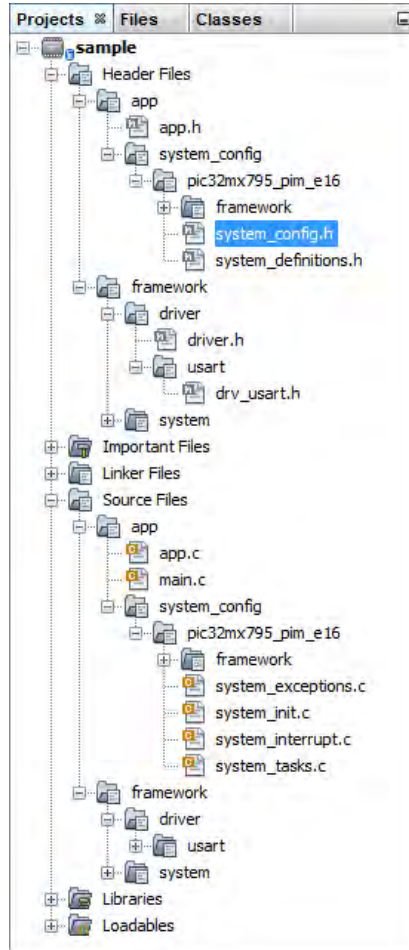 Projects Files Classes
sample
Header Files
app
app.h
system_config
pic32mx795_pim_e16
framework
system_config.h
system_definitions.h
framework
driver
driver.h
usart
drv_usart.h
system
Important Files
Linker Files
Source Files
app
app.c
main.c
system_config
pic32mx795_pim_e16
framework
system_exceptions.c
system_init.c
system_interrupt.c
system_tasks.c
framework
driver
usart
system
Libraries
Loadables